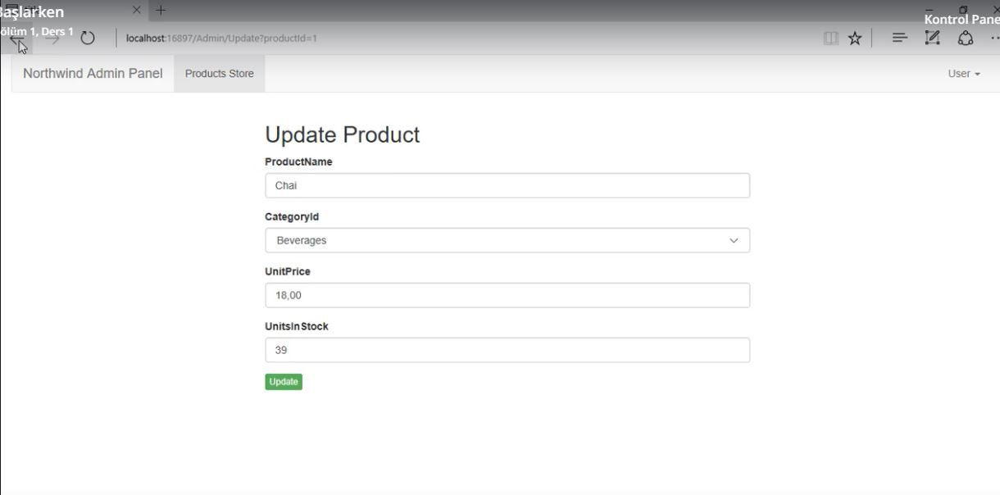 Başlarken
ölüm 1, Ders 1
Kontrol Pane
localhost:16897/Admin/Update?productId=1
Northwind Admin Panel
Products Store
User
Update Product
ProductName
Chai
CategoryId
Beverages
UnitPrice
18,00
UnitsInStock
39
Update